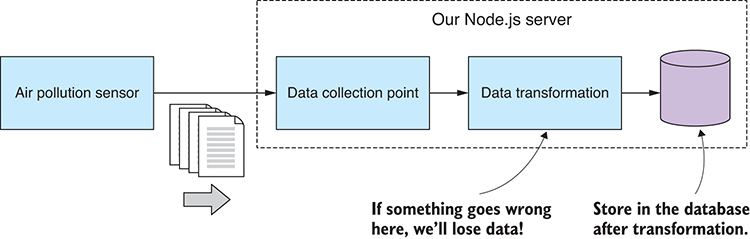 Our Node.js server
Air pollution sensor
Data collection point
Data transformation
If something goes wrong
here, we'll lose data!
Store in the database
after transformation.